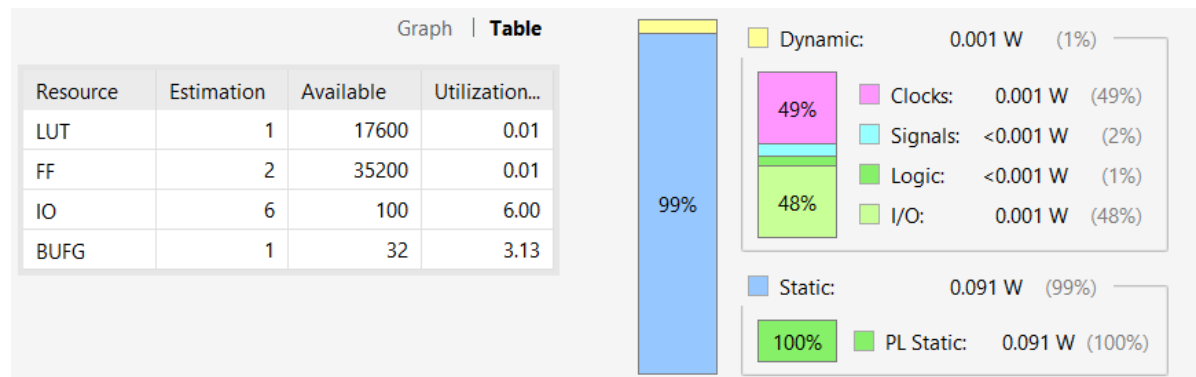 Graph | Table
Resource Estimation Available Utilization...
LUT 1 17600 0.01
FF 2 35200 0.01
IO 6 100 6.00
BUFG 1 32 3.13
99%
Dynamic: 0.001 W (1%)
49%
48%
Clocks: 0.001 W (49%)
Signals: <0.001 W (2%)
Logic: <0.001 W (1%)
I/O: 0.001 W (48%)
Static: 0.091 W (99%)
100% PL Static: 0.091 W (100%)